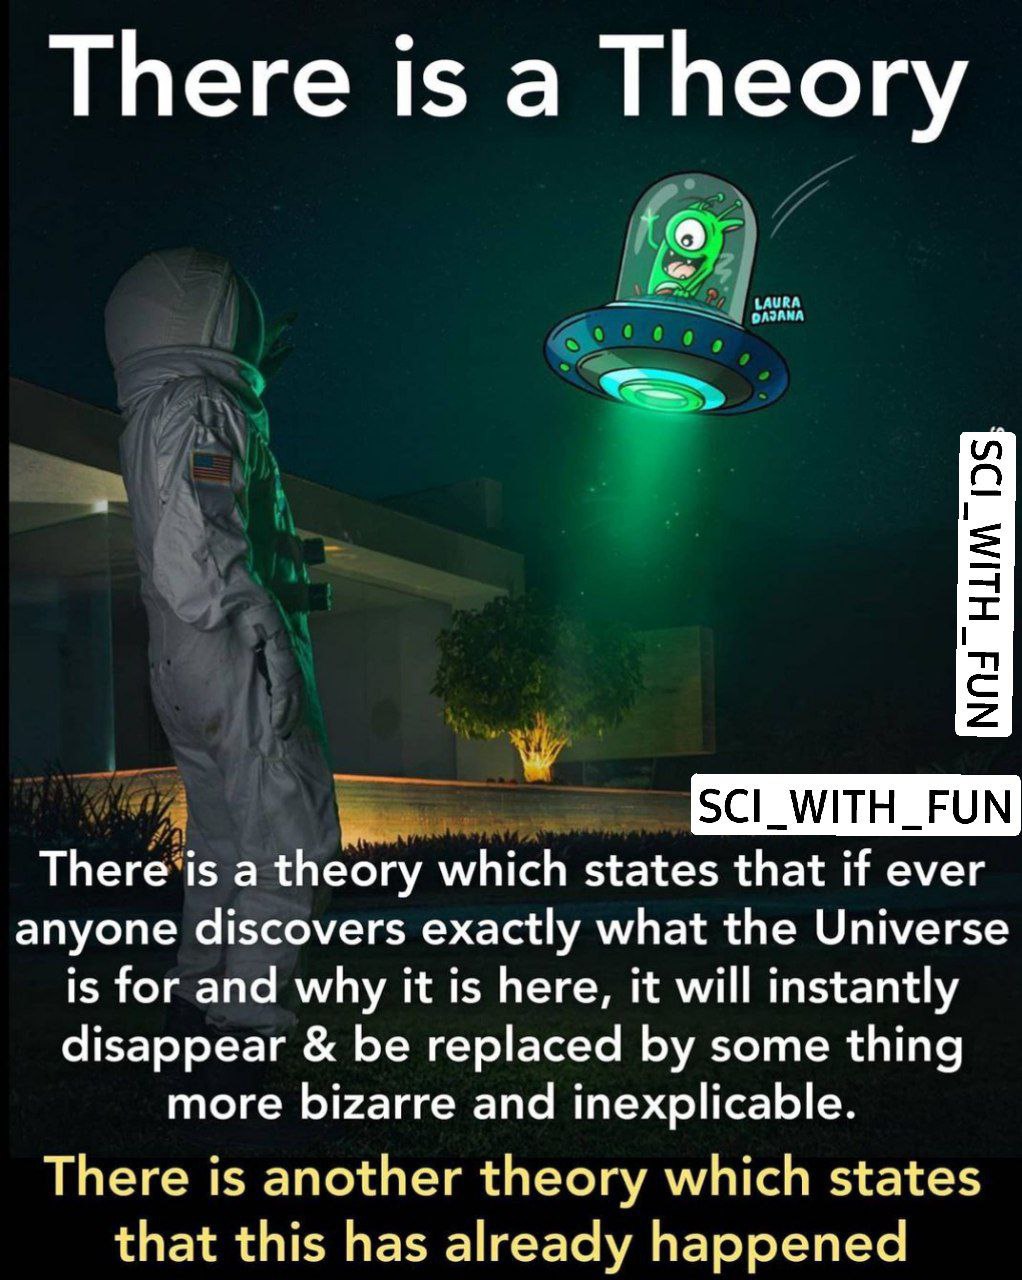 There is a Theory
LAURA
DAJANA
SCI_WITH_FUN
SCI_WITH_FUN
There is a theory which states that if ever
anyone discovers exactly what the Universe
is for and why it is here, it will instantly
disappear & be replaced by some thing
more bizarre and inexplicable.
There is another theory which states
that this has already happened